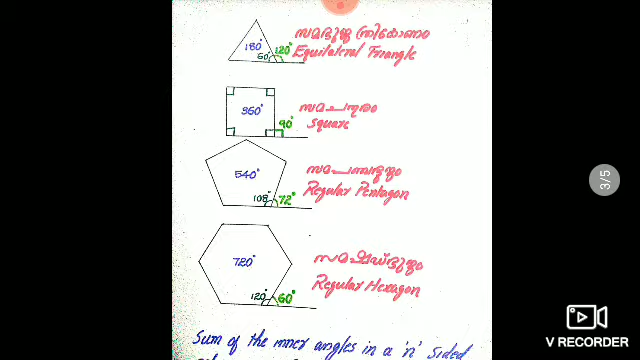 180°
60° 120°
സമഭുജ ത്രികോണം
Equilateral Triangle
360°
90°
സമചതുരം
Square
540°
108° 72°
സമപഞ്ചഭുജം
Regular Pentagon
720°
120° 60°
സമഷഡ്ഭുജം
Regular Hexagon
Sum of the inner angles in a 'n' sided
3/5
V RECORDER